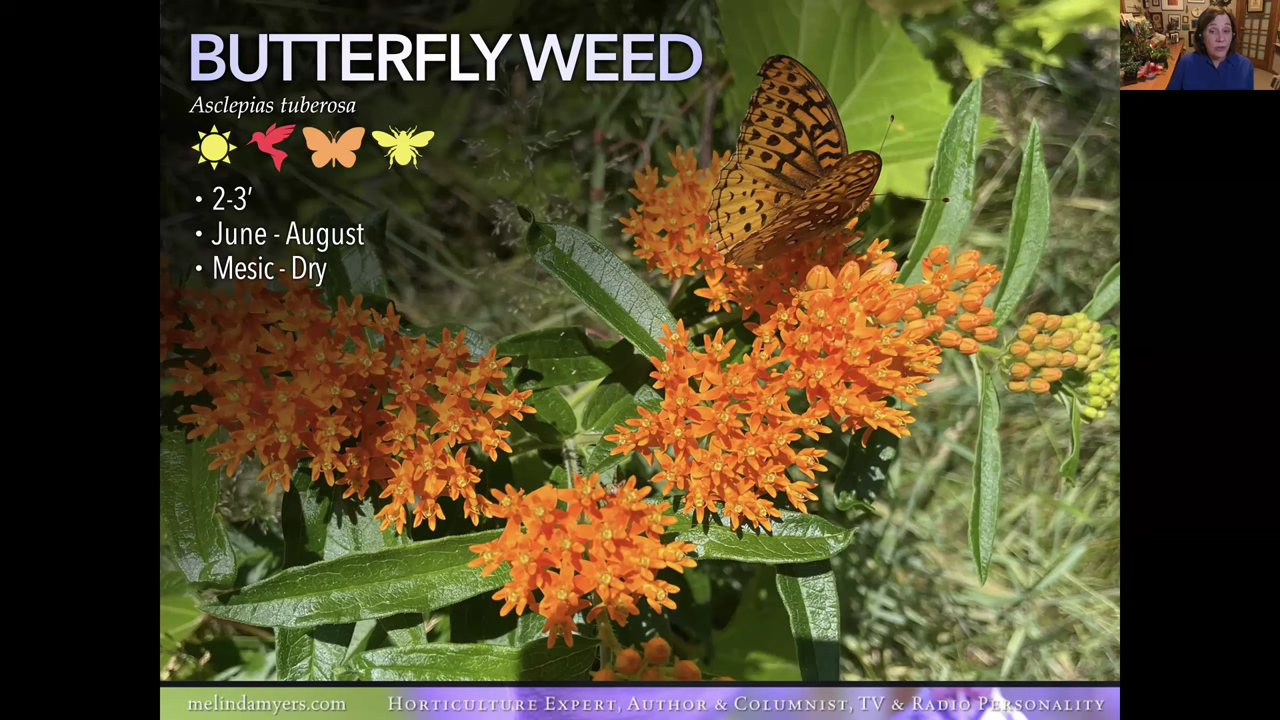 BUTTERFLY WEED
Asclepias tuberosa
• 2-3'
• June - August
• Mesic - Dry
melindamyers.com Horticulture Expert, Author & Columnist, TV & Radio Personality